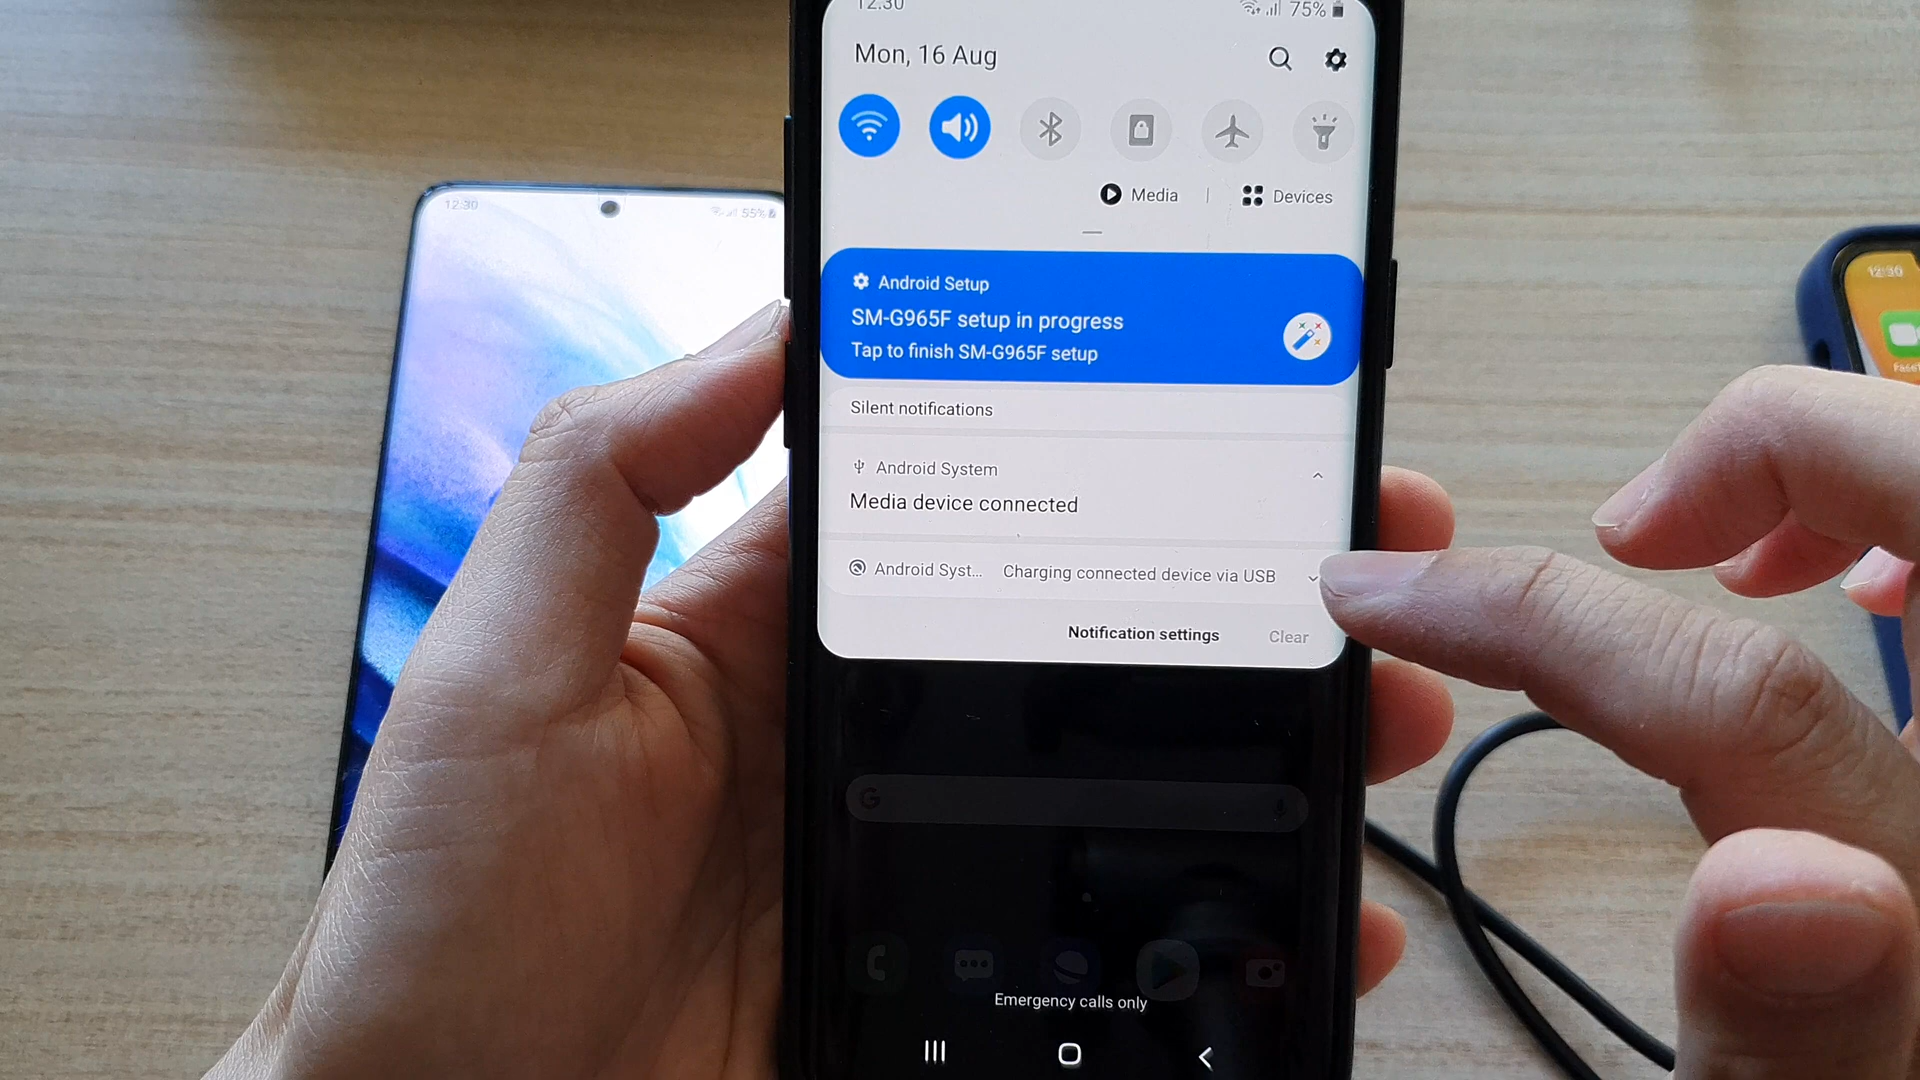 12:30
75%
Mon, 16 Aug
Media
Devices
12:30
55%
Android Setup
SM-G965F setup in progress
Tap to finish SM-G965F setup
12:30
Silent notifications
Android System
Media device connected
Android Syst... Charging connected device via USB
Notification settings
Clear
G
Emergency calls only